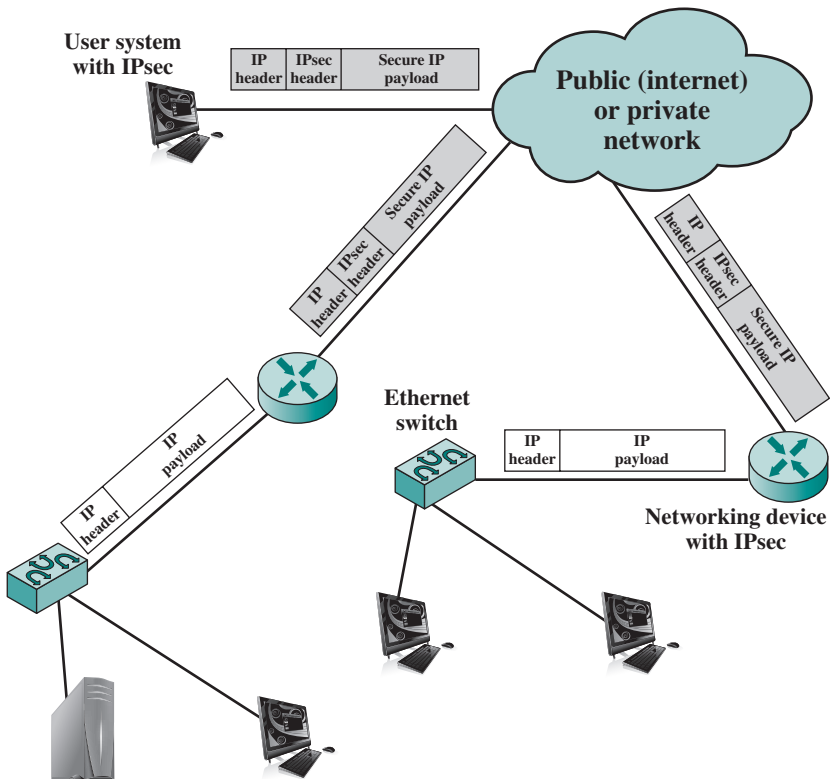 User system
with IPsec
IP
header
IPsec
header
Secure IP
payload
Public (internet)
or private
network
IP
header
IPsec
header
Secure IP
payload
IP
header
IPsec
header
Secure IP
payload
IP
header
IP
payload
Ethernet
switch
IP
header
IP
payload
Networking device
with IPsec